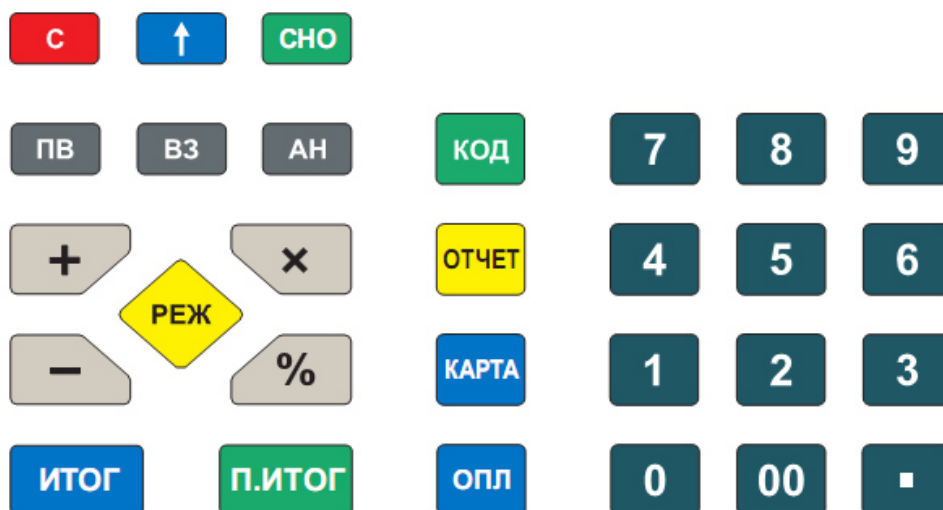 С ↑ СНО
ПВ ВЗ АН КОД 7 8 9
+ × ОТЧЕТ 4 5 6
РЕЖ
− % КАРТА 1 2 3
ИТОГ П.ИТОГ ОПЛ 0 00 ▪